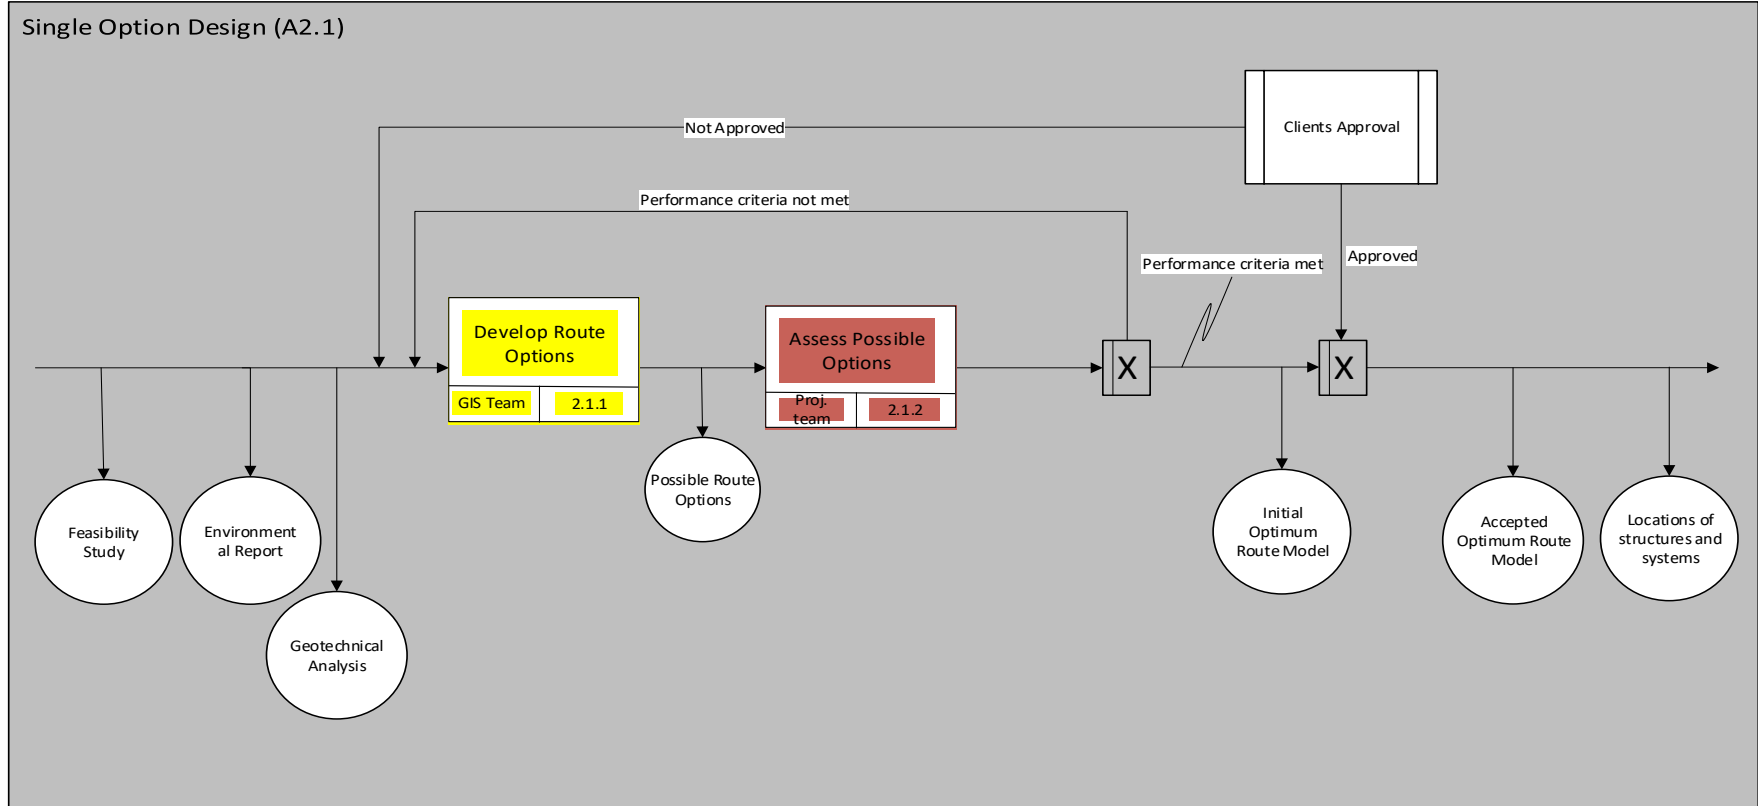 Single Option Design (A2.1)
Clients Approval
Not Approved
Performance criteria not met
Performance criteria met
Approved
Develop Route
Options
GIS Team
2.1.1
Assess Possible
Options
Proj.
team
2.1.2
X
X
Feasibility
Study
Environment
al Report
Geotechnical
Analysis
Possible Route
Options
Initial
Optimum
Route Model
Accepted
Optimum Route
Model
Locations of
structures and
systems